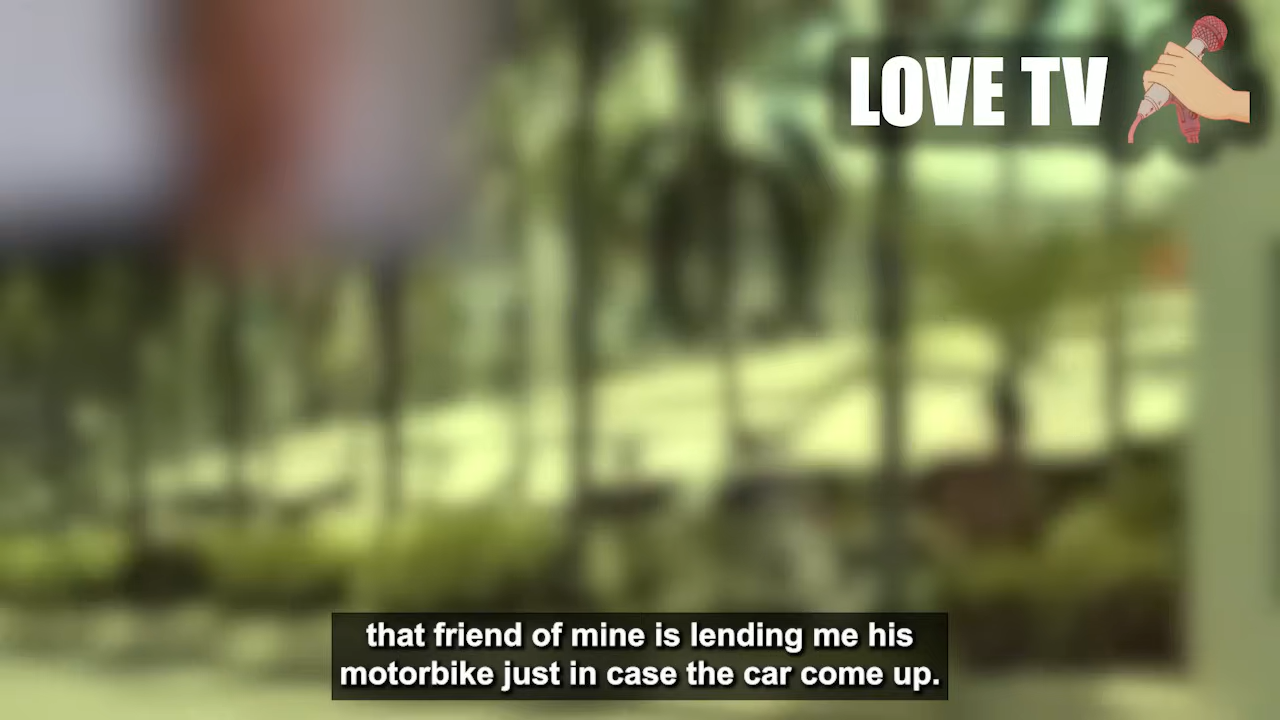 LOVE TV
that friend of mine is lending me his
motorbike just in case the car come up.